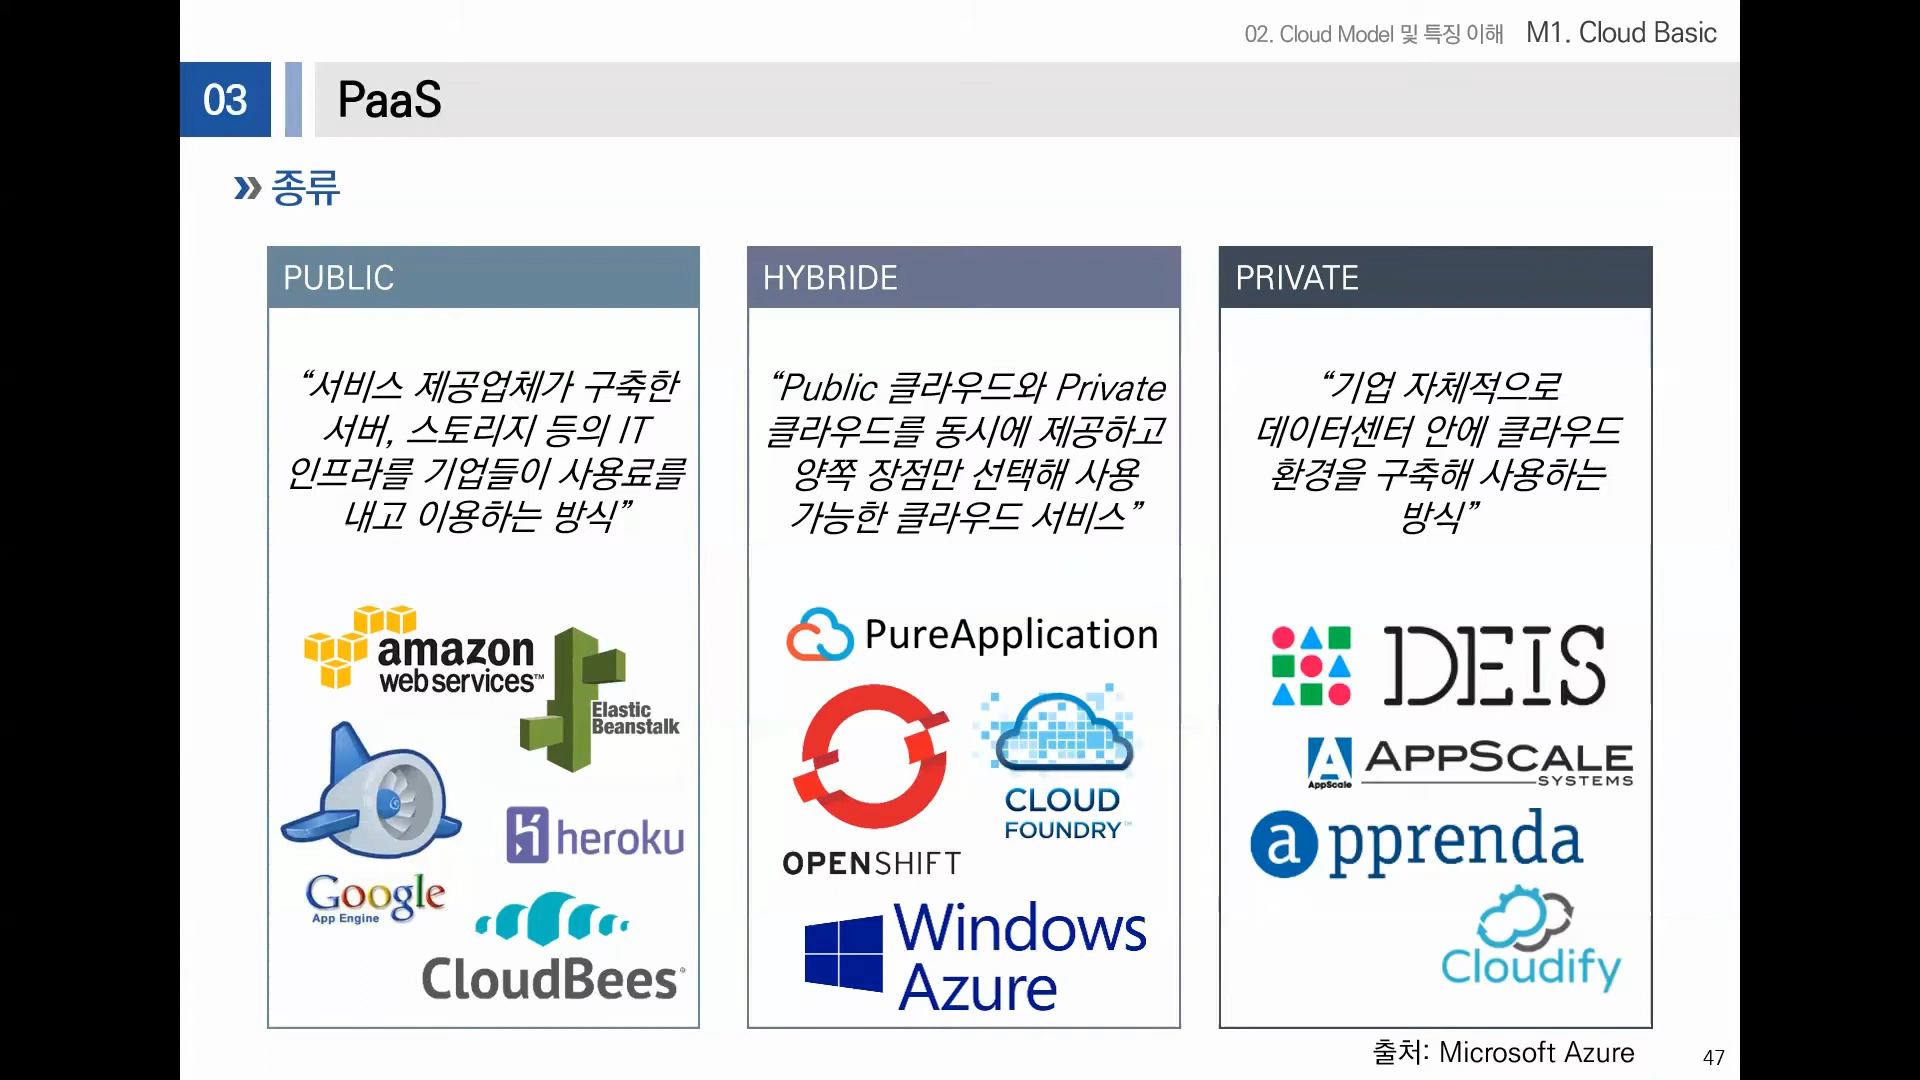 02. Cloud Model 및 특징 이해 M1. Cloud Basic
03 PaaS
종류
PUBLIC
“서비스 제공업체가 구축한
서버, 스토리지 등의 IT
인프라를 기업들이 사용료를
내고 이용하는 방식”
amazon
web services™
Elastic
Beanstalk
Google
App Engine
heroku
CloudBees®
HYBRIDE
“Public 클라우드와 Private
클라우드를 동시에 제공하고
양쪽 장점만 선택해 사용
가능한 클라우드 서비스”
PureApplication
OPENSHIFT
CLOUD
FOUNDRY™
Windows
Azure
PRIVATE
“기업 자체적으로
데이터센터 안에 클라우드
환경을 구축해 사용하는
방식”
DEIS
AppScale
APPSCALE
SYSTEMS
apprenda
Cloudify
출처: Microsoft Azure
47